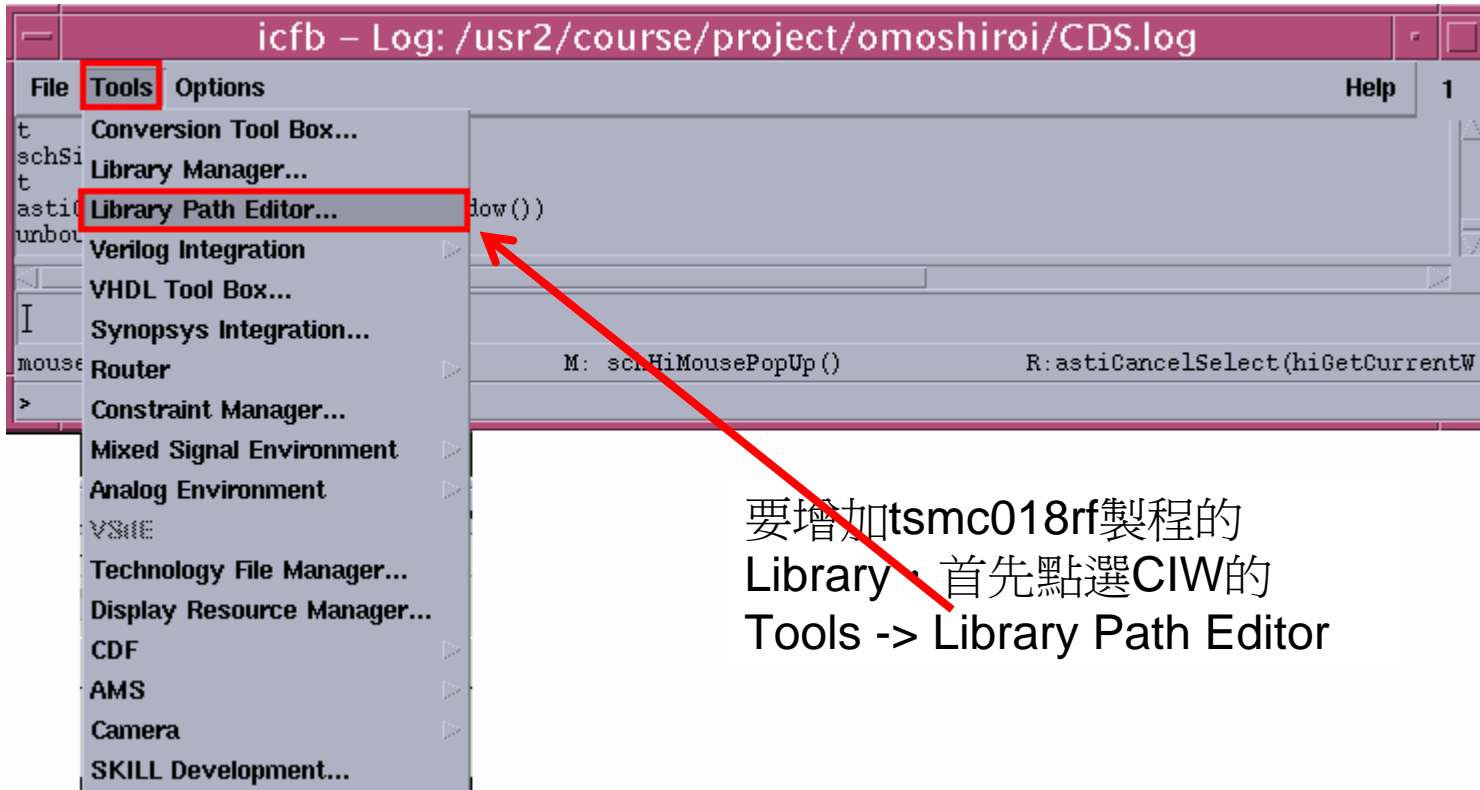 icfb – Log: /usr2/course/project/omoshiroi/CDS.log
File Tools Options Help 1
t
Conversion Tool Box...
schSi
Library Manager...
t
asti
Library Path Editor... dow())
unbou
Verilog Integration
VHDL Tool Box...
Synopsys Integration...
mouse M: schHiMousePopUp() R:astiCancelSelect(hiGetCurrentW
Router
>
Constraint Manager...
Mixed Signal Environment
Analog Environment
VSdE
Technology File Manager...
Display Resource Manager...
CDF
AMS
Camera
SKILL Development...
要增加tsmc018rf製程的
Library,首先點選CIW的
Tools -> Library Path Editor